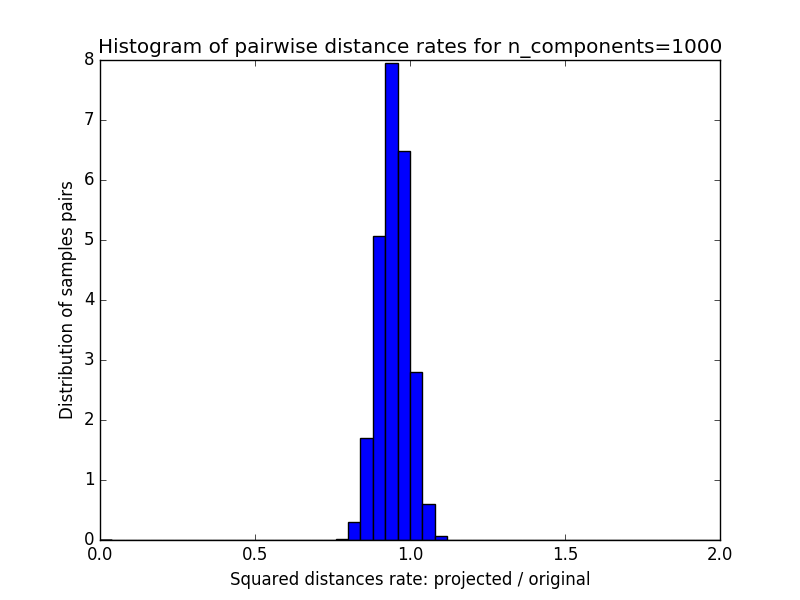 Histogram of pairwise distance rates for n_components=1000
8
7
6
5
4
3
2
1
0
Distribution of samples pairs
0.0 0.5 1.0 1.5 2.0
Squared distances rate: projected / original